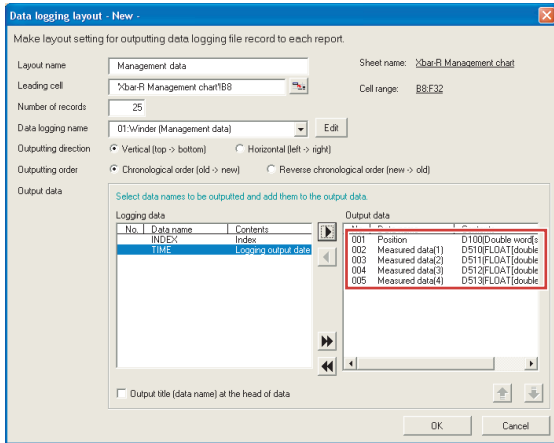 Data logging layout - New -
Make layout setting for outputting data logging file record to each report.
Layout name Management data Sheet name: Xbar-R Management chart
Leading cell 'Xbar-R Management chart'!B8 Cell range: B8:F32
Number of records 25
Data logging name 01:Winder (Management data) Edit
Outputting direction Vertical (top -> bottom) Horizontal (left -> right)
Outputting order Chronological order (old -> new) Reverse chronological order (new -> old)
Output data Select data names to be outputted and add them to the output data.
Logging data Output data
No. Data name Contents
INDEX Index
TIME Logging output date
001 Position D100(Double word[s
002 Measured data(1) D510(FLOAT[double
003 Measured data(2) D511(FLOAT[double
004 Measured data(3) D512(FLOAT[double
005 Measured data(4) D513(FLOAT[double
Output title (data name) at the head of data
OK Cancel